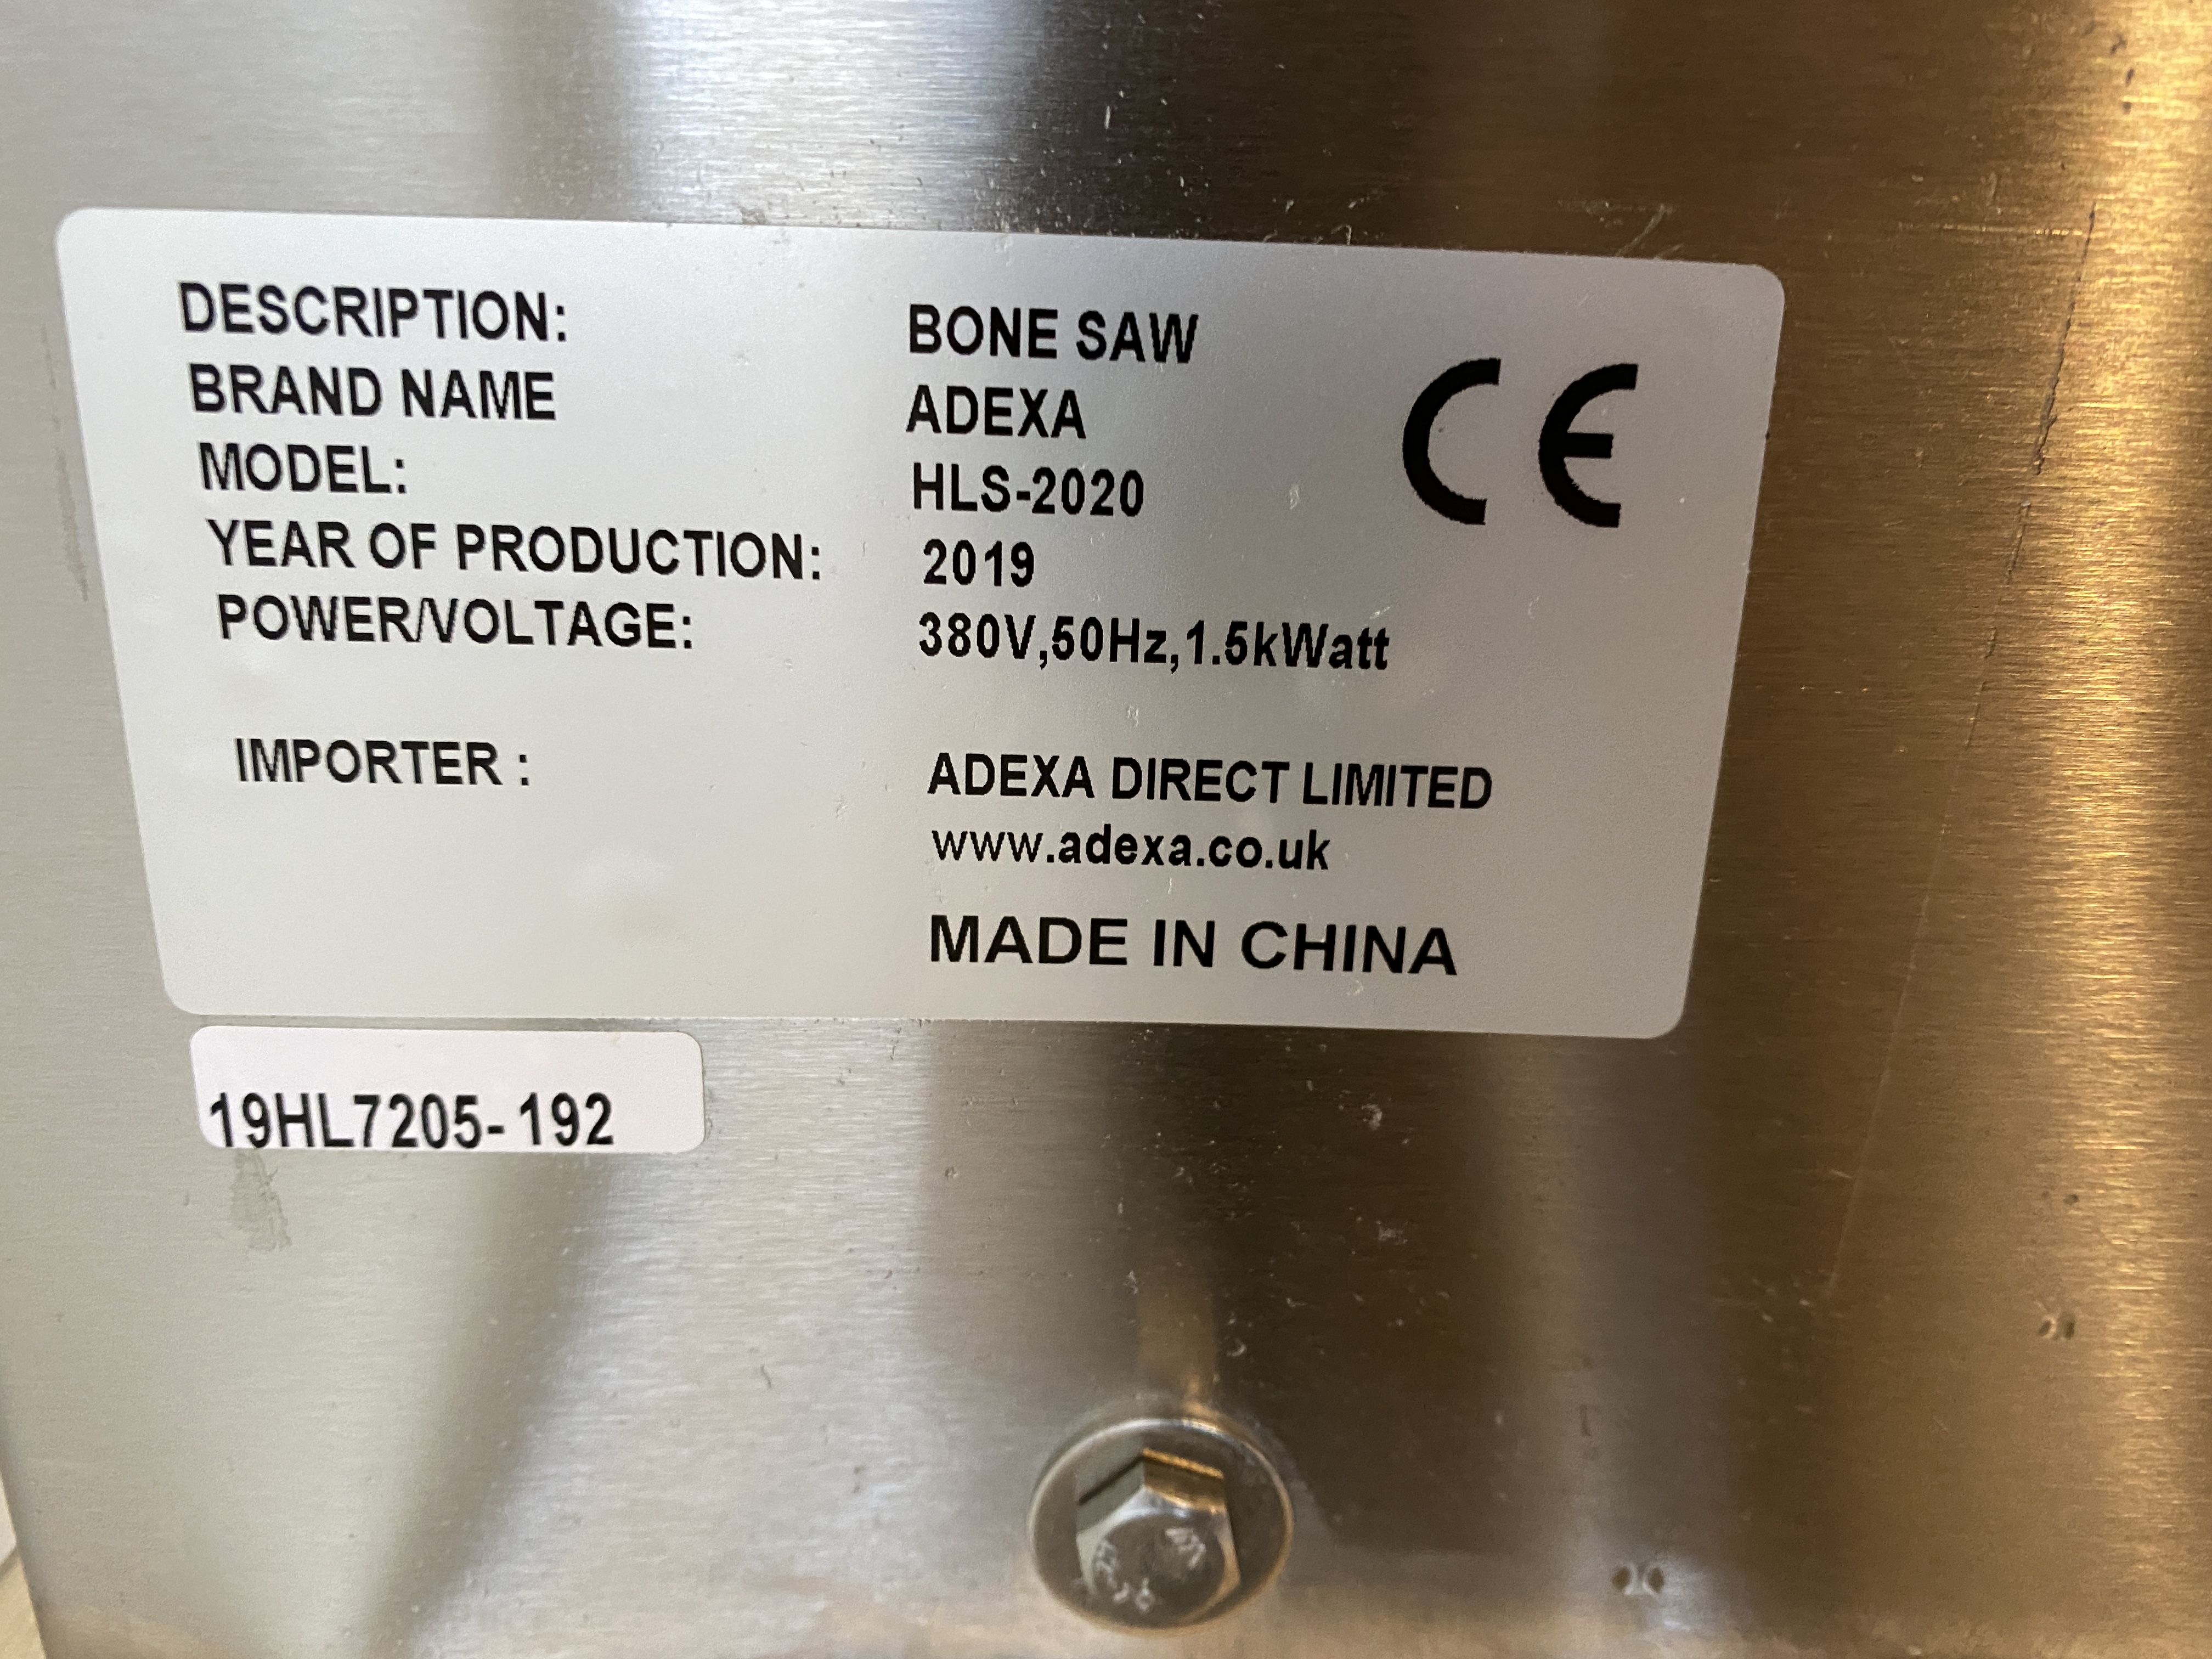 DESCRIPTION: BONE SAW
BRAND NAME ADEXA
MODEL: HLS-2020
YEAR OF PRODUCTION: 2019
POWER/VOLTAGE: 380V,50Hz,1.5kWatt
CE
IMPORTER : ADEXA DIRECT LIMITED
www.adexa.co.uk
MADE IN CHINA
19HL7205-192